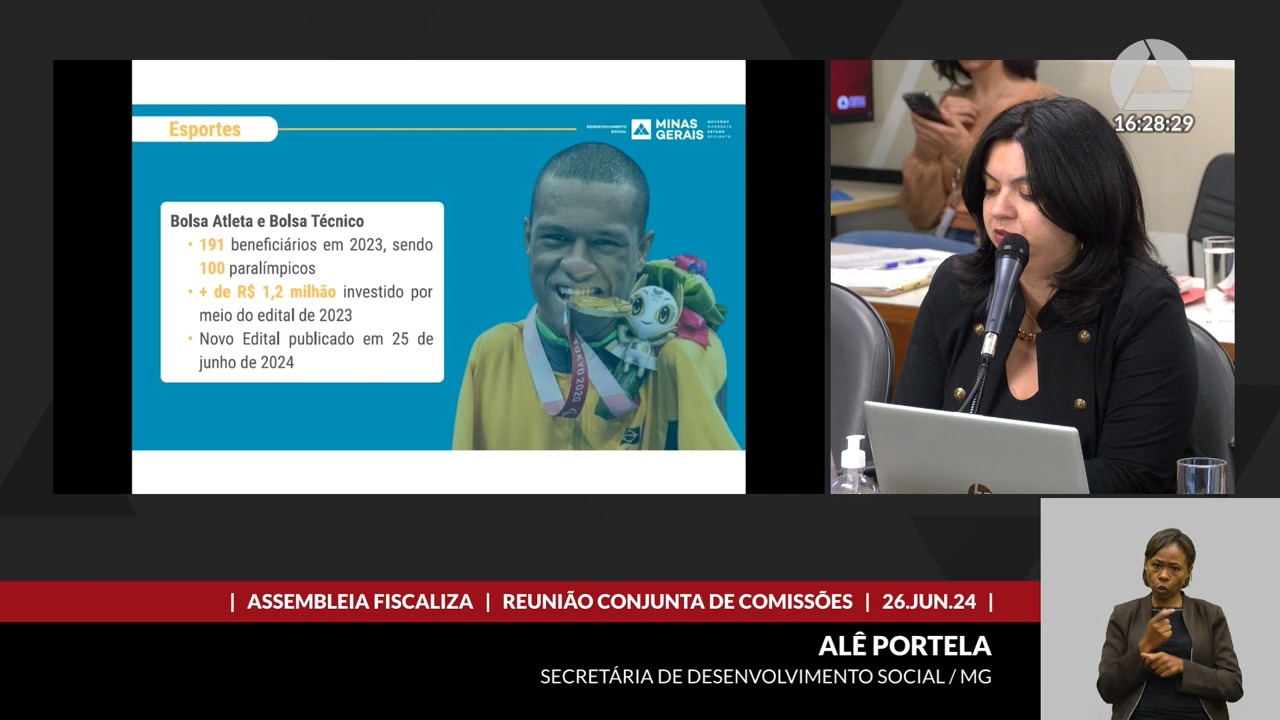 Esportes
DESENVOLVIMENTO
SOCIAL
MINAS
GERAIS
GOVERNO
DIFERENTE.
ESTADO
EFICIENTE.
16:28:29
Bolsa Atleta e Bolsa Técnico
• 191 beneficiários em 2023, sendo
100 paralímpicos
• + de R$ 1,2 milhão investido por
meio do edital de 2023
• Novo Edital publicado em 25 de
junho de 2024
TOKYO 2020
| ASSEMBLEIA FISCALIZA | REUNIÃO CONJUNTA DE COMISSÕES | 26.JUN.24 |
ALÊ PORTELA
SECRETÁRIA DE DESENVOLVIMENTO SOCIAL / MG